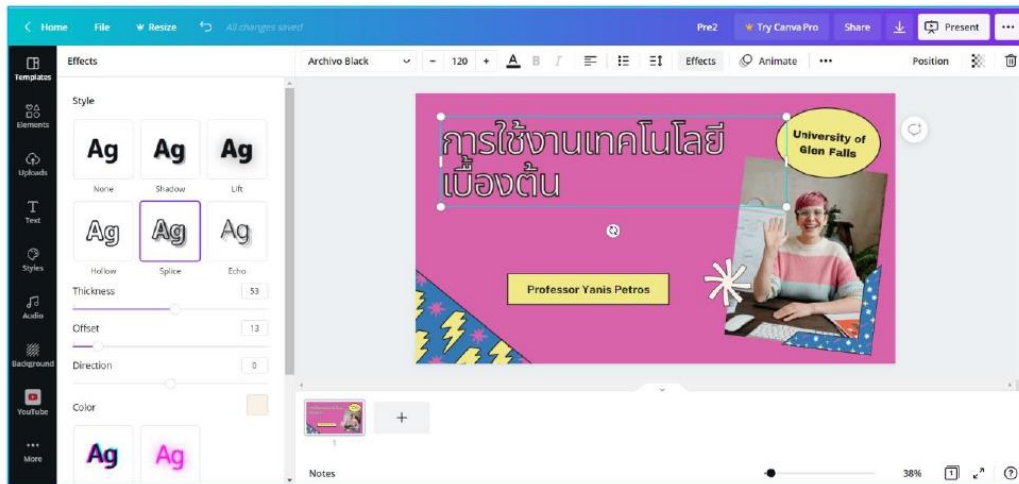 Home File Resize All changes saved Pre2 Try Canva Pro Share Present
Templates
Elements
Uploads
Text
Styles
Audio
Background
YouTube
More
Effects
Style
Ag Ag Ag
None Shadow Lift
Ag Ag Ag
Hollow Splice Echo
Thickness 53
Offset 13
Direction 0
Color
Ag Ag
Archivo Black - 120 + A B I Effects Animate Position
การใช้งานเทคโนโลยี
เบื้องต้น
University of
Glen Falls
Professor Yanis Petros
1
Notes 38% 1